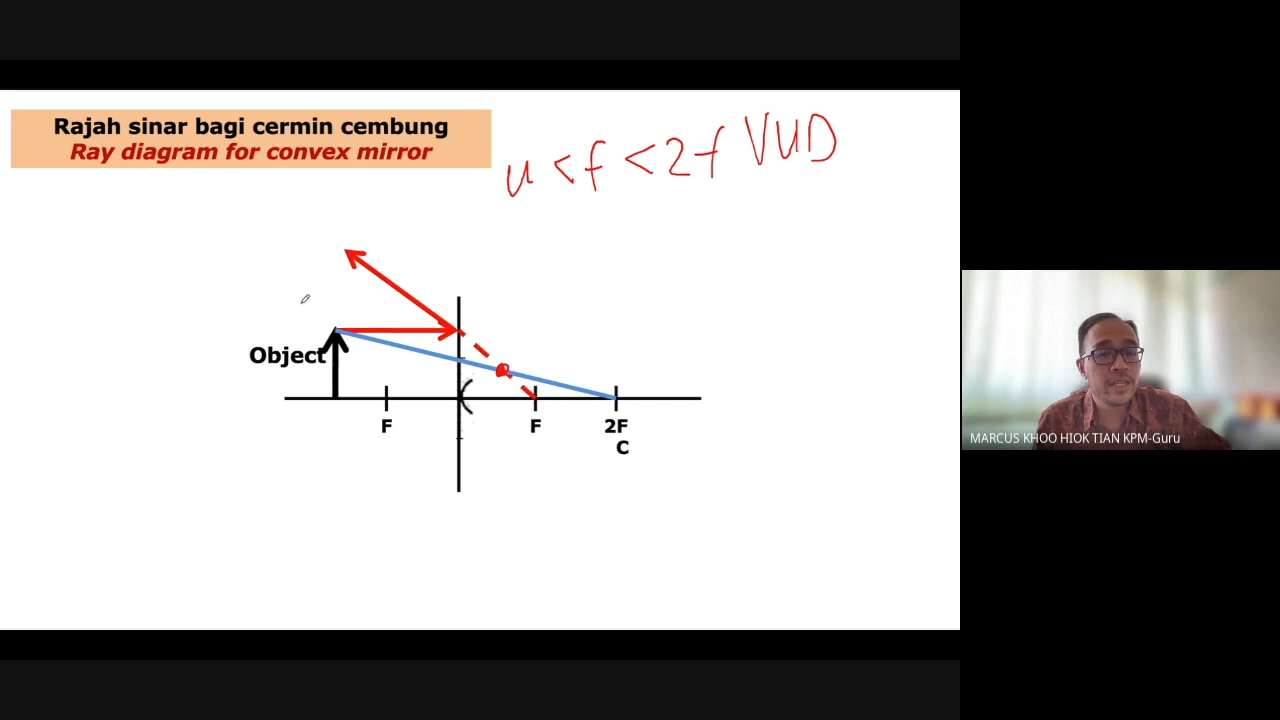 Rajah sinar bagi cermin cembung
Ray diagram for convex mirror
u < f < 2f VUD
Object
F
F
2F
C
MARCUS KHOO HIOK TIAN KPM-Guru